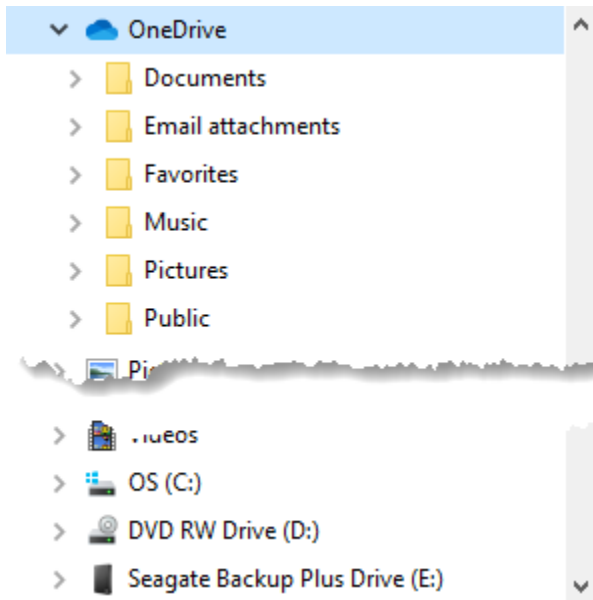 OneDrive
Documents
Email attachments
Favorites
Music
Pictures
Public
OS (C:)
DVD RW Drive (D:)
Seagate Backup Plus Drive (E:)